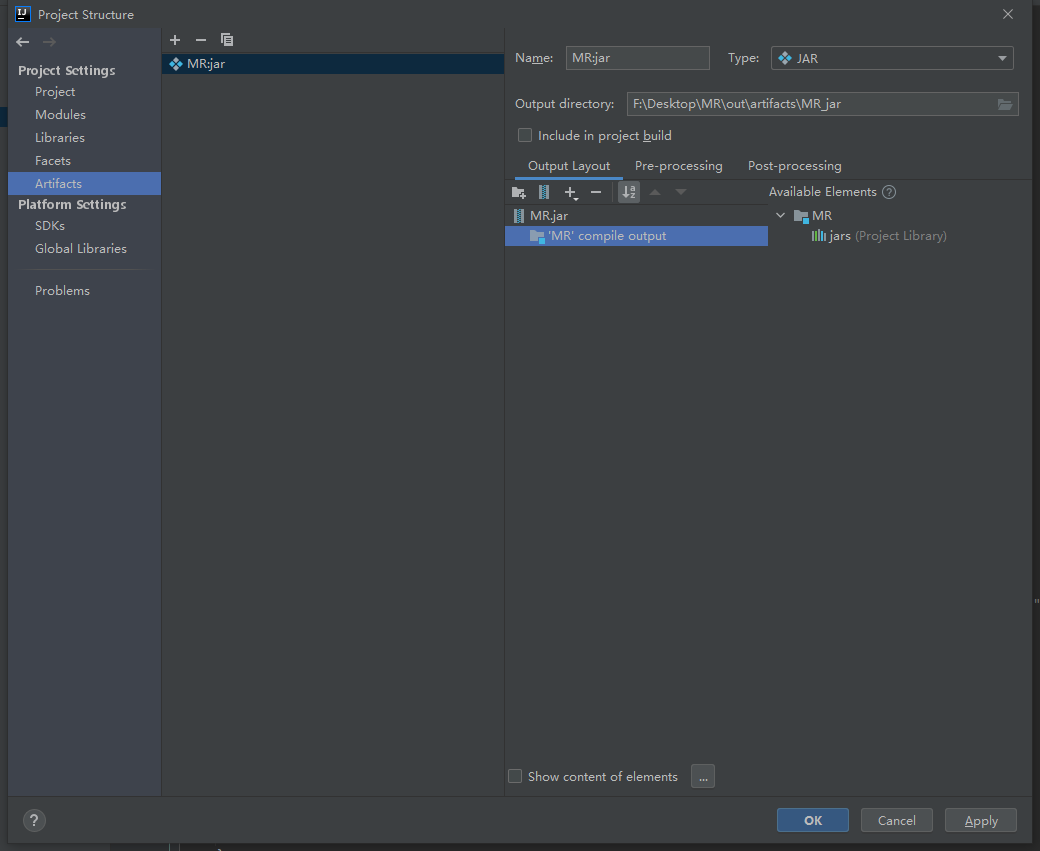 Project Structure
Project Settings
Project
Modules
Libraries
Facets
Artifacts
Platform Settings
SDKs
Global Libraries
Problems
MR:jar
Name: MR:jar Type: JAR
Output directory: F:\Desktop\MR\out\artifacts\MR_jar
Include in project build
Output Layout Pre-processing Post-processing
Available Elements ?
MR.jar
'MR' compile output
MR
jars (Project Library)
Show content of elements ...
? OK Cancel Apply